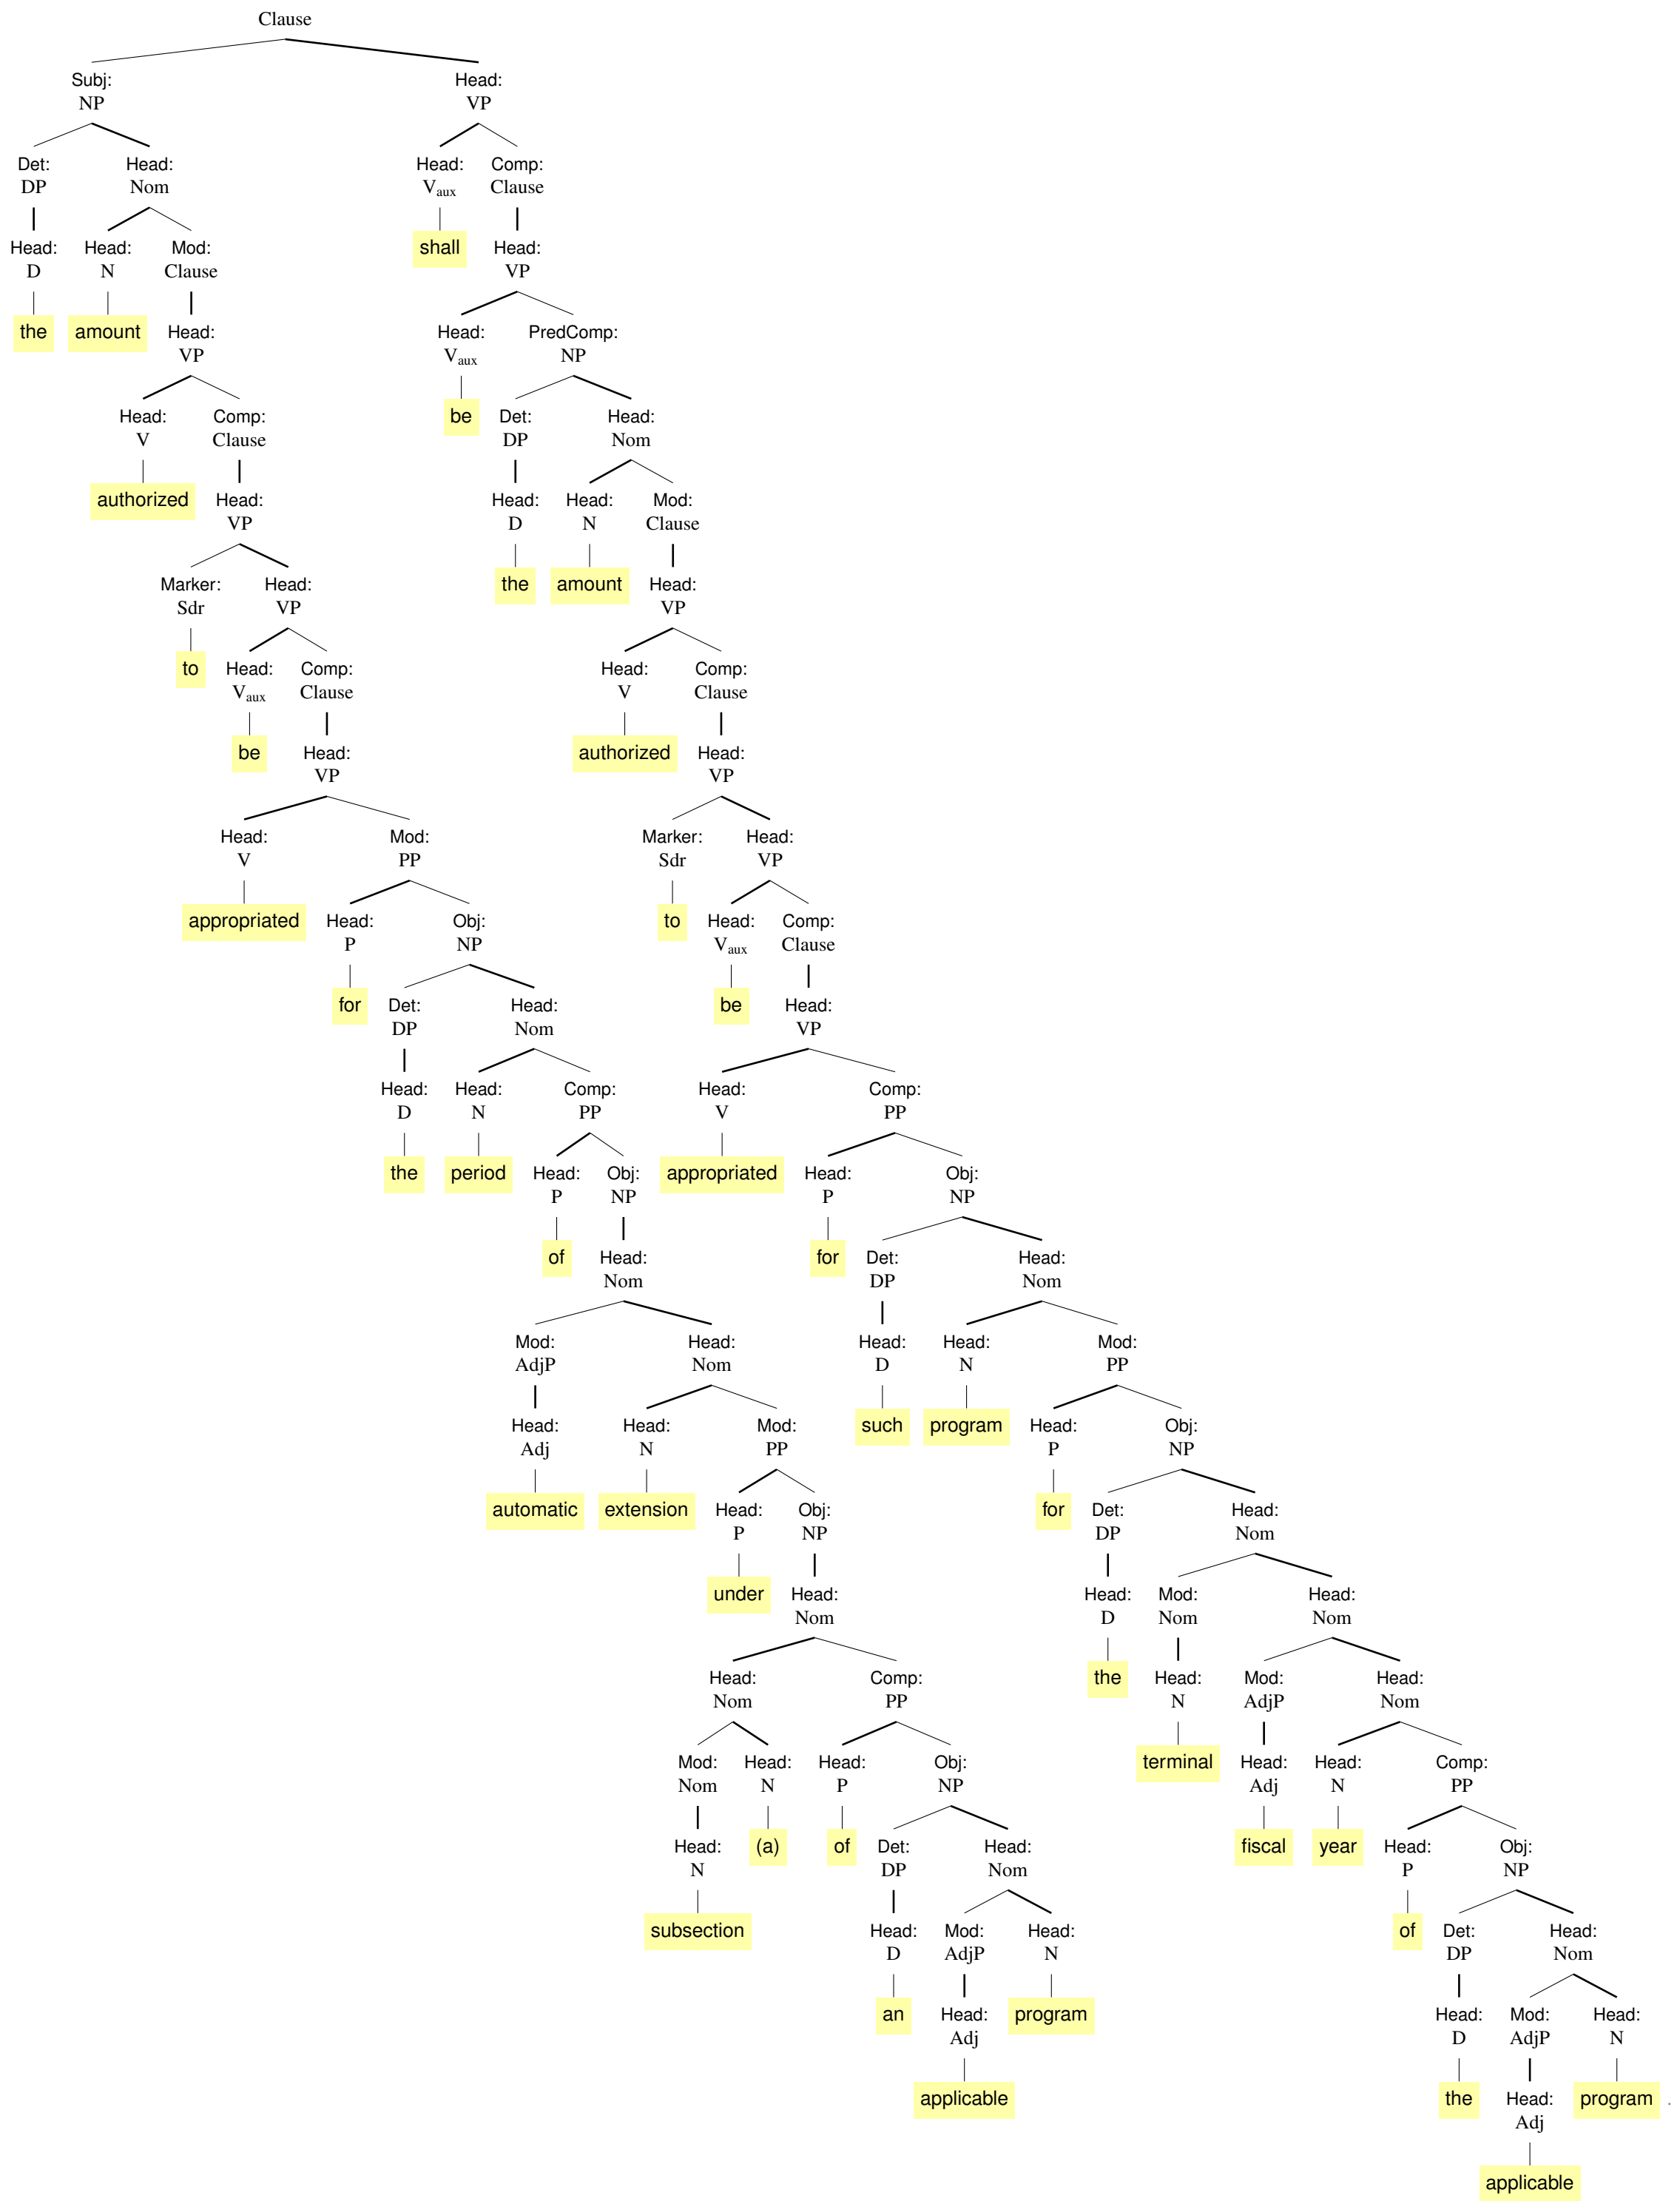 Clause
Subj: Head:
NP VP
Det: Head: Head: Comp:
DP Nom Vaux Clause
Head: Head: Mod: shall Head:
D N Clause VP
the amount Head: Head: PredComp:
VP Vaux NP
Head: Comp: be Det: Head:
V Clause DP Nom
authorized Head: Head: Head: Mod:
VP D N Clause
Marker: Head: the amount Head:
Sdr VP VP
to Head: Comp: Head: Comp:
Vaux Clause V Clause
be Head: authorized Head:
VP VP
Head: Mod: Marker: Head:
V PP Sdr VP
appropriated Head: Obj: to Head: Comp:
P NP Vaux Clause
for Det: Head: be Head:
DP Nom VP
Head: Head: Comp: Head: Comp:
D N PP V PP
the period Head: Obj: appropriated Head: Obj:
P NP P NP
of Head: for Det: Head:
Nom DP Nom
Mod: Head: Head: Head: Mod:
AdjP Nom D N PP
Head: Head: Mod: such program Head: Obj:
Adj N PP P NP
automatic extension Head: Obj: for Det: Head:
P NP DP Nom
under Head: Head: Mod: Head:
Nom D Nom Nom
Head: Comp: the Head: Mod: Head:
Nom PP N AdjP Nom
Mod: Head: Head: Obj: terminal Head: Head: Comp:
Nom N P NP Adj N PP
Head: (a) of Det: Head: fiscal year Head: Obj:
N DP Nom P NP
subsection Head: Mod: Head: of Det: Head:
D AdjP N DP Nom
an Head: program Head: Mod: Head:
Adj D AdjP N
applicable the Head: program .
Adj
applicable